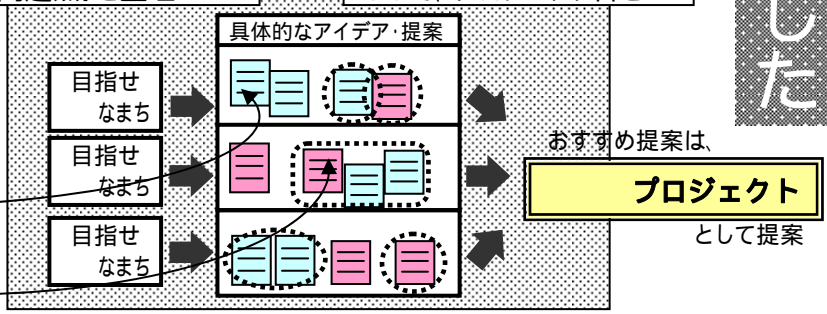 具体的なアイデア・提案
目指せ
なまち
目指せ
なまち
目指せ
なまち
おすすめ提案は、
プロジェクト
として提案
した